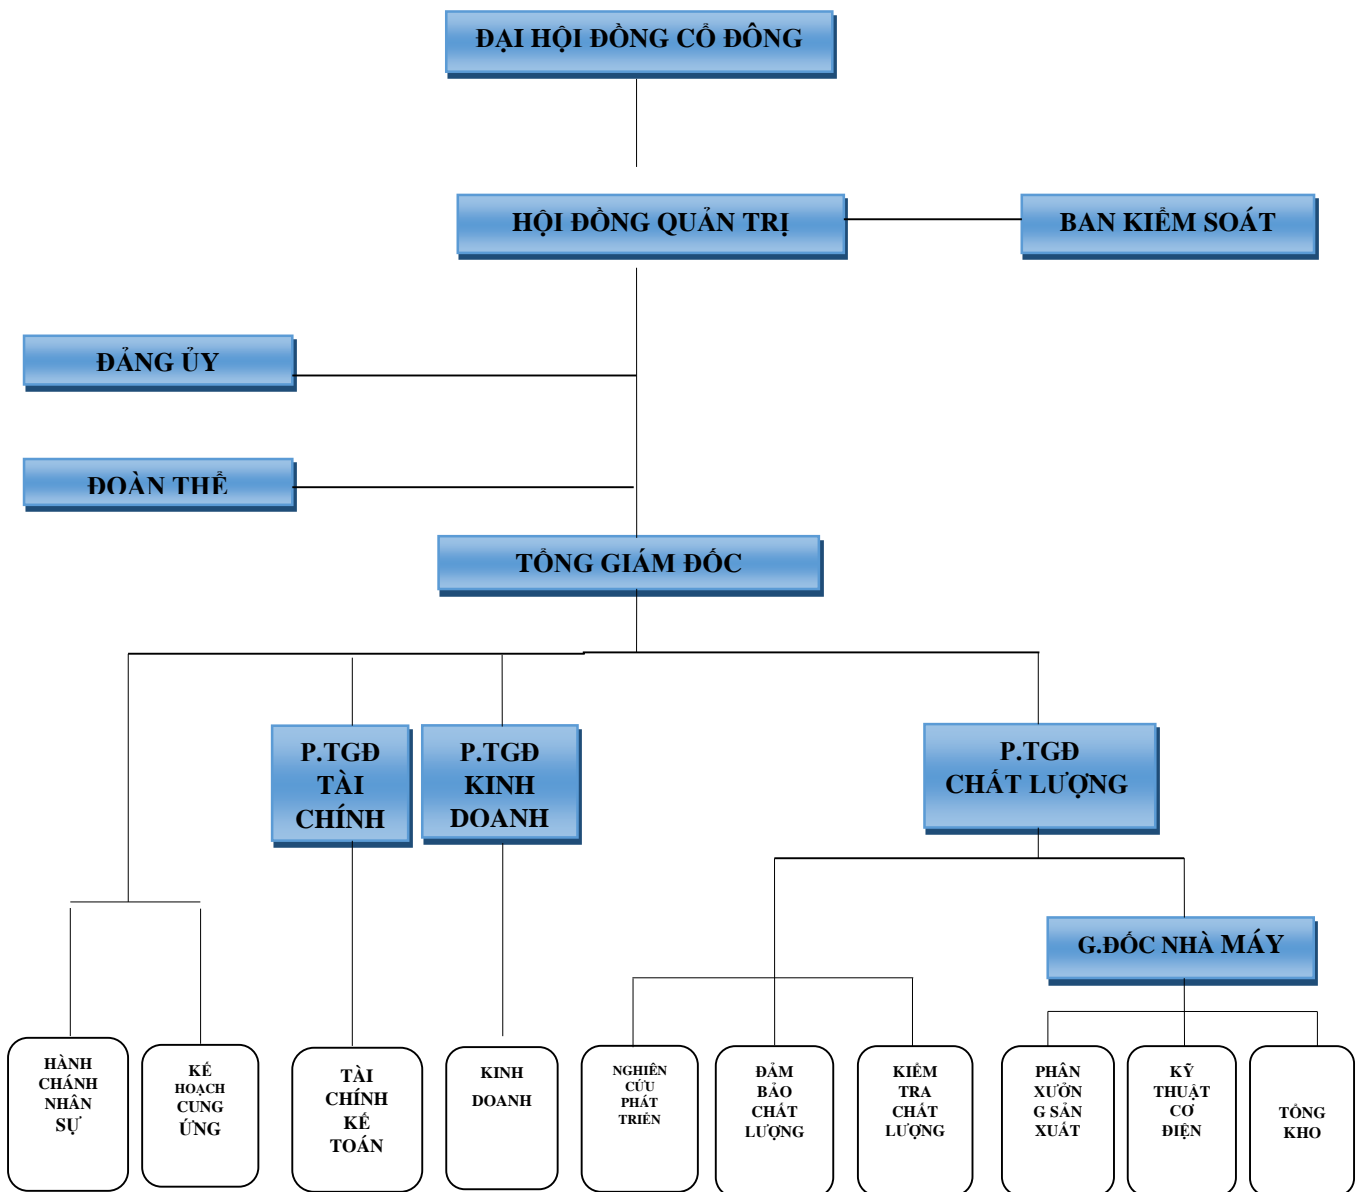 ĐẠI HỘI ĐỒNG CỔ ĐÔNG
HỘI ĐỒNG QUẢN TRỊ
BAN KIỂM SOÁT
ĐẢNG ỦY
ĐOÀN THỂ
TỔNG GIÁM ĐỐC
P.TGĐ
TÀI
CHÍNH
P.TGĐ
KINH
DOANH
P.TGĐ
CHẤT LƯỢNG
G.ĐỐC NHÀ MÁY
HÀNH
CHÁNH
NHÂN
SỰ
KẾ
HOẠCH
CUNG
ỨNG
TÀI
CHÍNH
KẾ
TOÁN
KINH
DOANH
NGHIÊN
CỨU
PHÁT
TRIỂN
ĐẢM
BẢO
CHẤT
LƯỢNG
KIỂM
TRA
CHẤT
LƯỢNG
PHÂN
XƯỞN
G SẢN
XUẤT
KỸ
THUẬT
CƠ
ĐIỆN
TỔNG
KHO